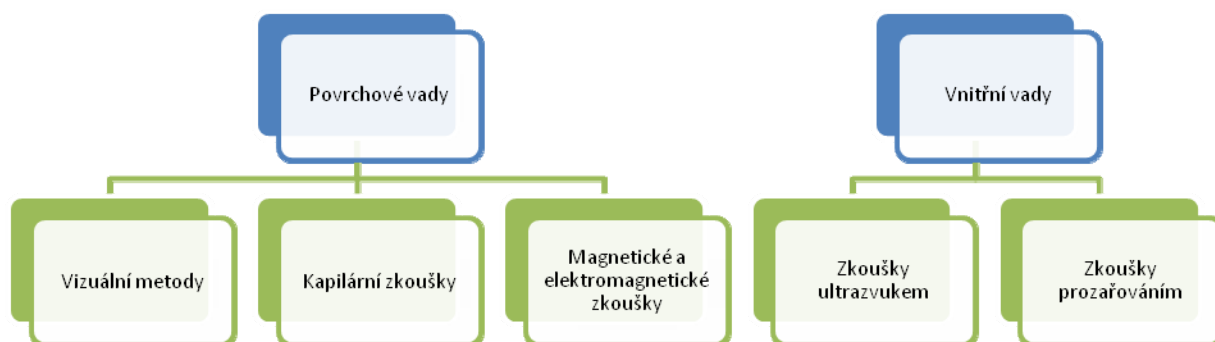 Povrchové vady
Vnitřní vady
Vizuální metody
Kapilární zkoušky
Magnetické a
elektromagnetické
zkoušky
Zkoušky
ultrazvukem
Zkoušky
prozařováním